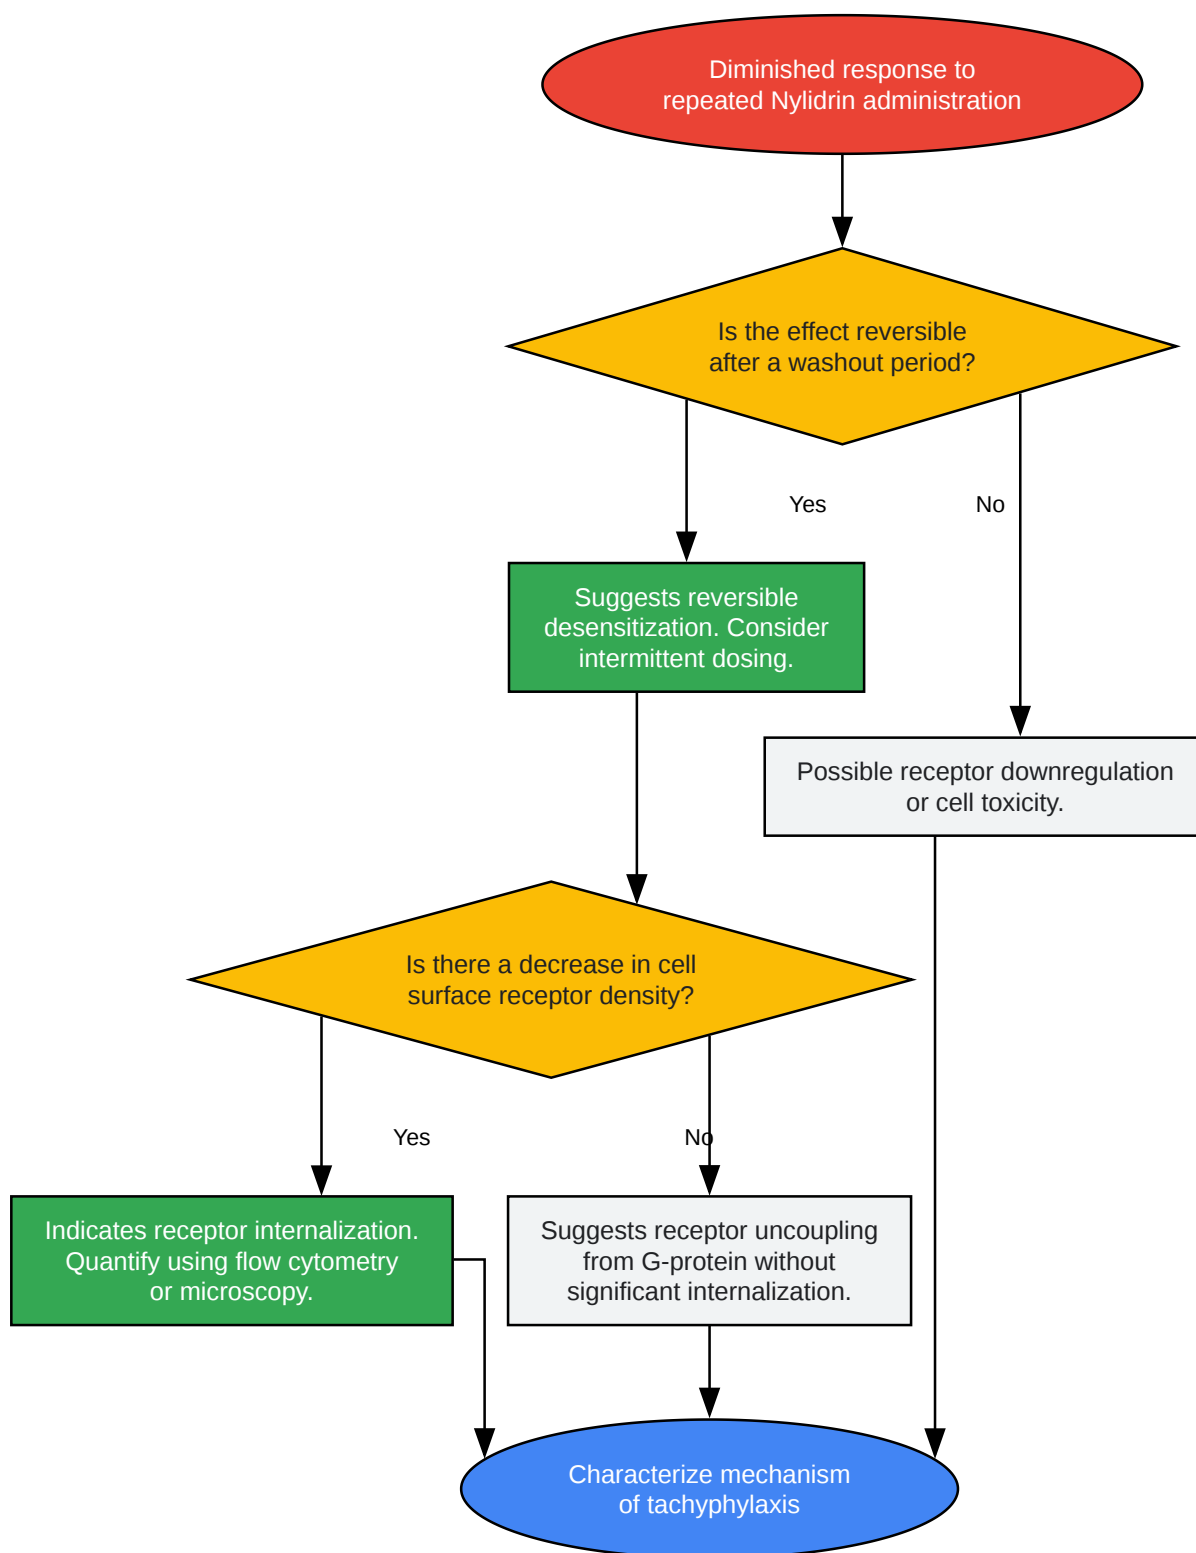 Diminished response to
repeated Nylidrin administration
Is the effect reversible
after a washout period?
Yes
No
Suggests reversible
desensitization. Consider
intermittent dosing.
Possible receptor downregulation
or cell toxicity.
Is there a decrease in cell
surface receptor density?
Yes
No
Indicates receptor internalization.
Quantify using flow cytometry
or microscopy.
Suggests receptor uncoupling
from G-protein without
significant internalization.
Characterize mechanism
of tachyphylaxis